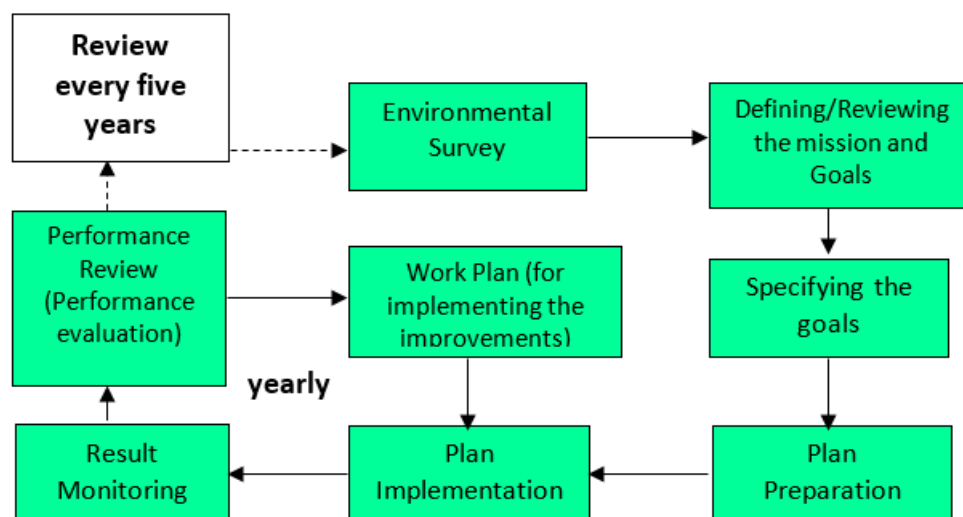 Review
every five
years
Environmental
Survey
Defining/Reviewing
the mission and
Goals
Performance
Review
(Performance
evaluation)
Work Plan (for
implementing the
improvements)
Specifying the
goals
yearly
Result
Monitoring
Plan
Implementation
Plan
Preparation